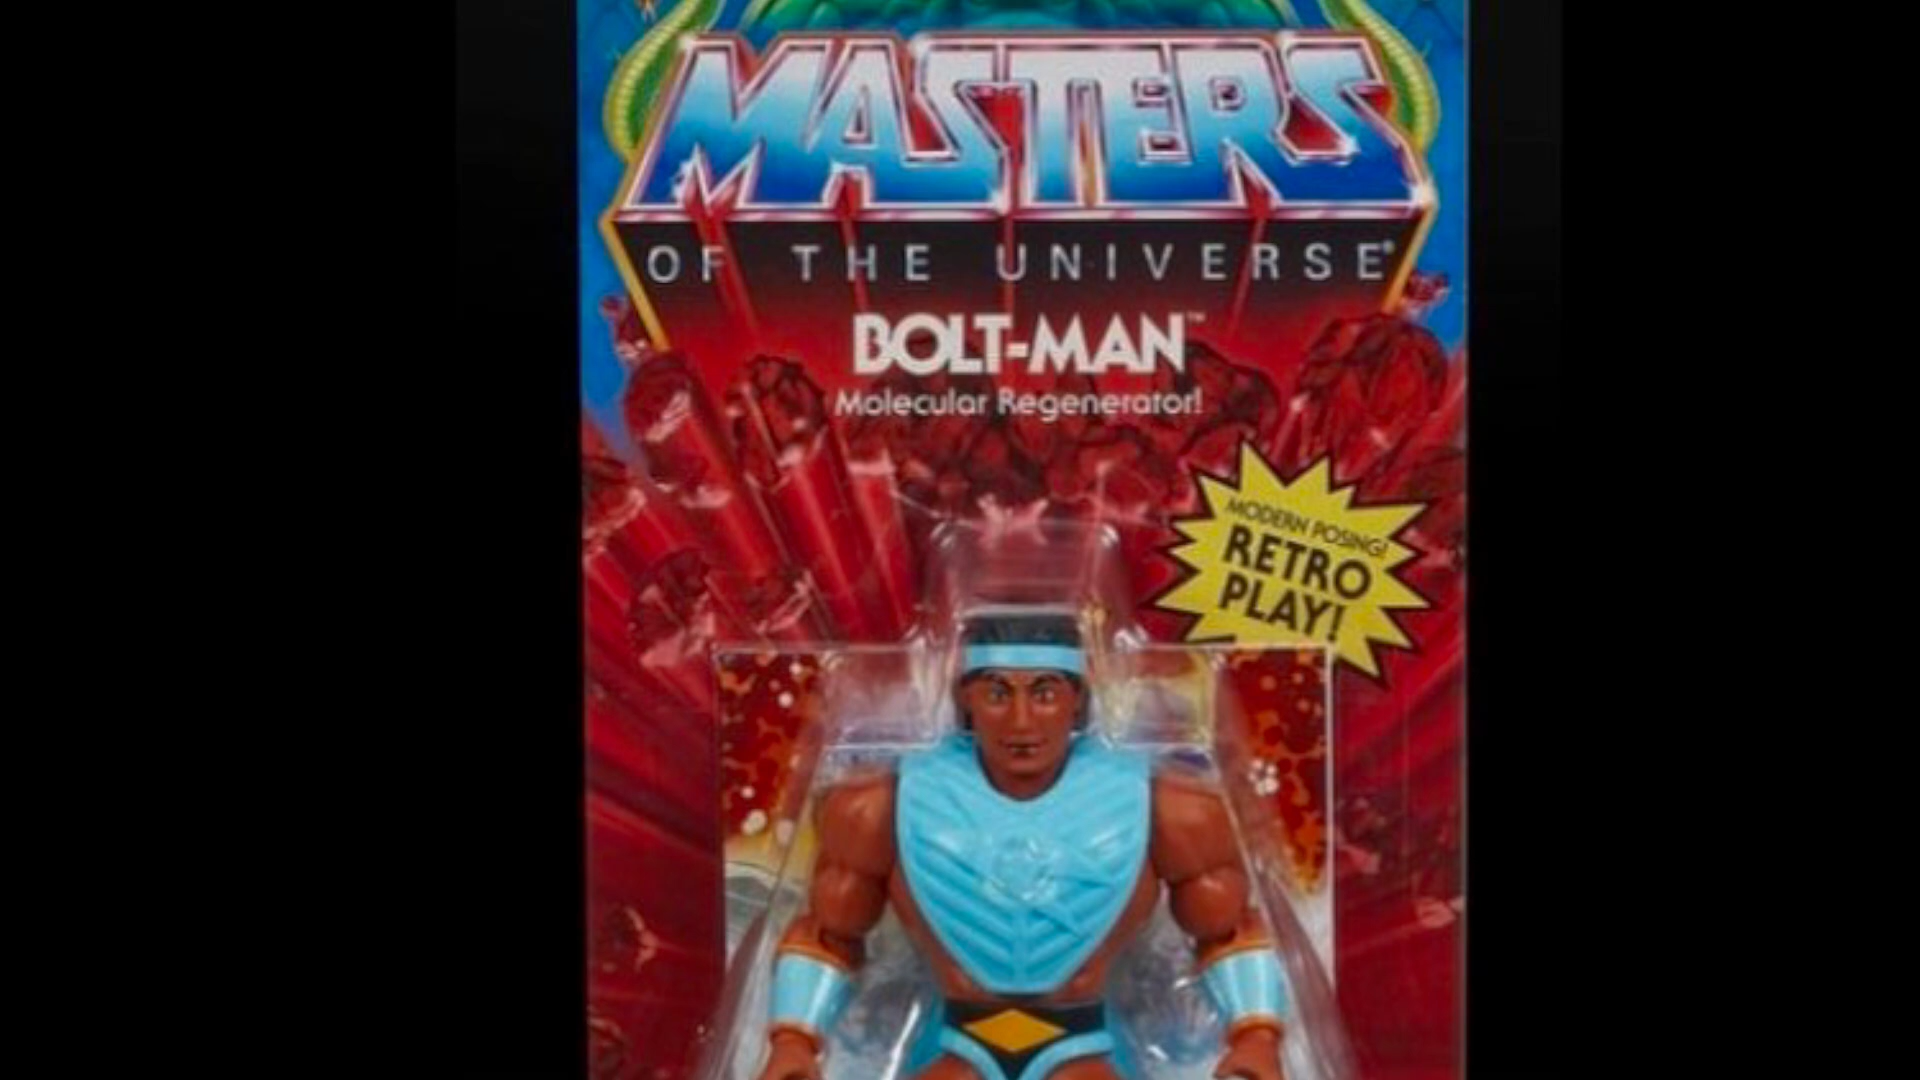 MASTERS
OF THE UNIVERSE®
BOLT-MAN™
Molecular Regenerator!
MODERN POSING!
RETRO
PLAY!